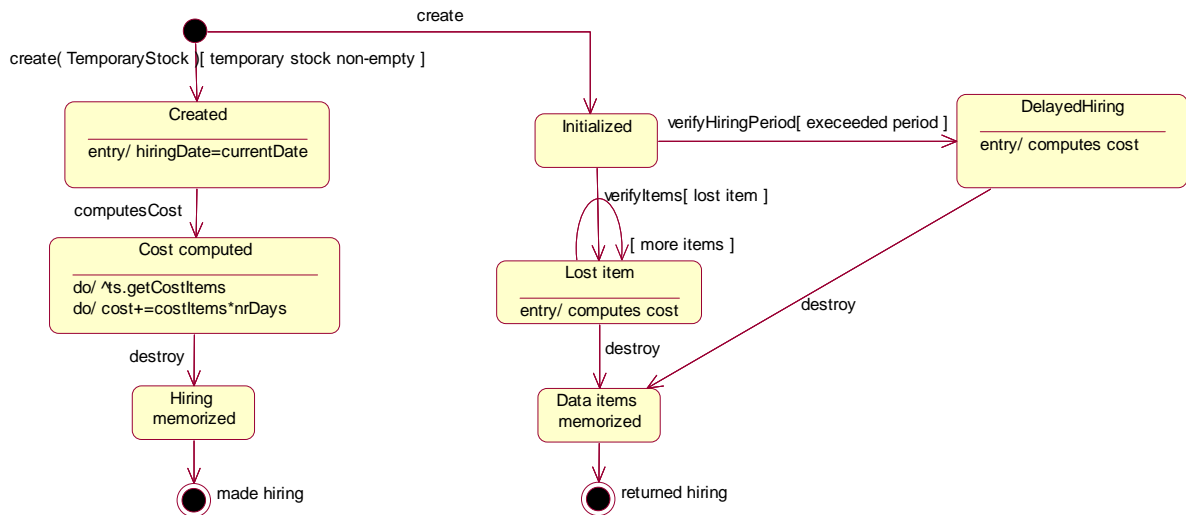 create
create( TemporaryStock )[ temporary stock non-empty ]
Created
entry/ hiringDate=currentDate
computesCost
Cost computed
do/ ^ts.getCostItems
do/ cost+=costItems*nrDays
destroy
Hiring
memorized
made hiring
Initialized
verifyHiringPeriod[ execeeded period ]
DelayedHiring
entry/ computes cost
verifyItems[ lost item ]
[ more items ]
Lost item
entry/ computes cost
destroy
destroy
Data items
memorized
returned hiring